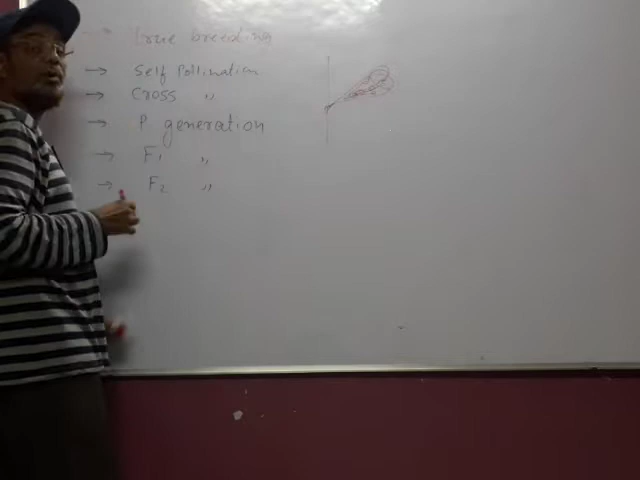 → True breeding
→ Self Pollination
→ Cross "
→ P generation
→ F1 "
→ F2 "